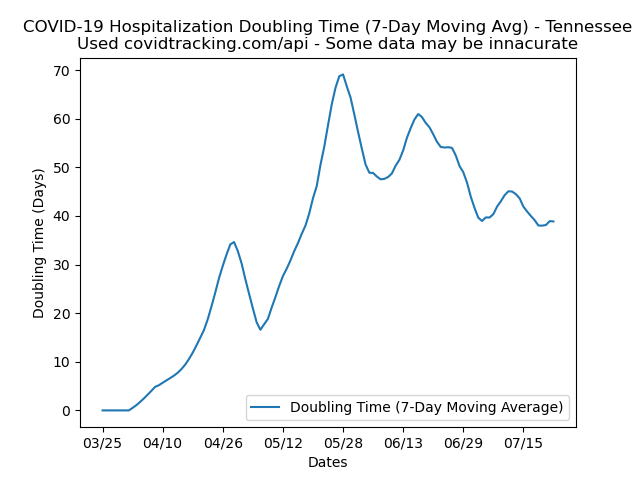 COVID-19 Hospitalization Doubling Time (7-Day Moving Avg) - Tennessee
Used covidtracking.com/api - Some data may be innacurate
70
60
50
40
30
20
10
0
Doubling Time (Days)
Doubling Time (7-Day Moving Average)
03/25 04/10 04/26 05/12 05/28 06/13 06/29 07/15
Dates